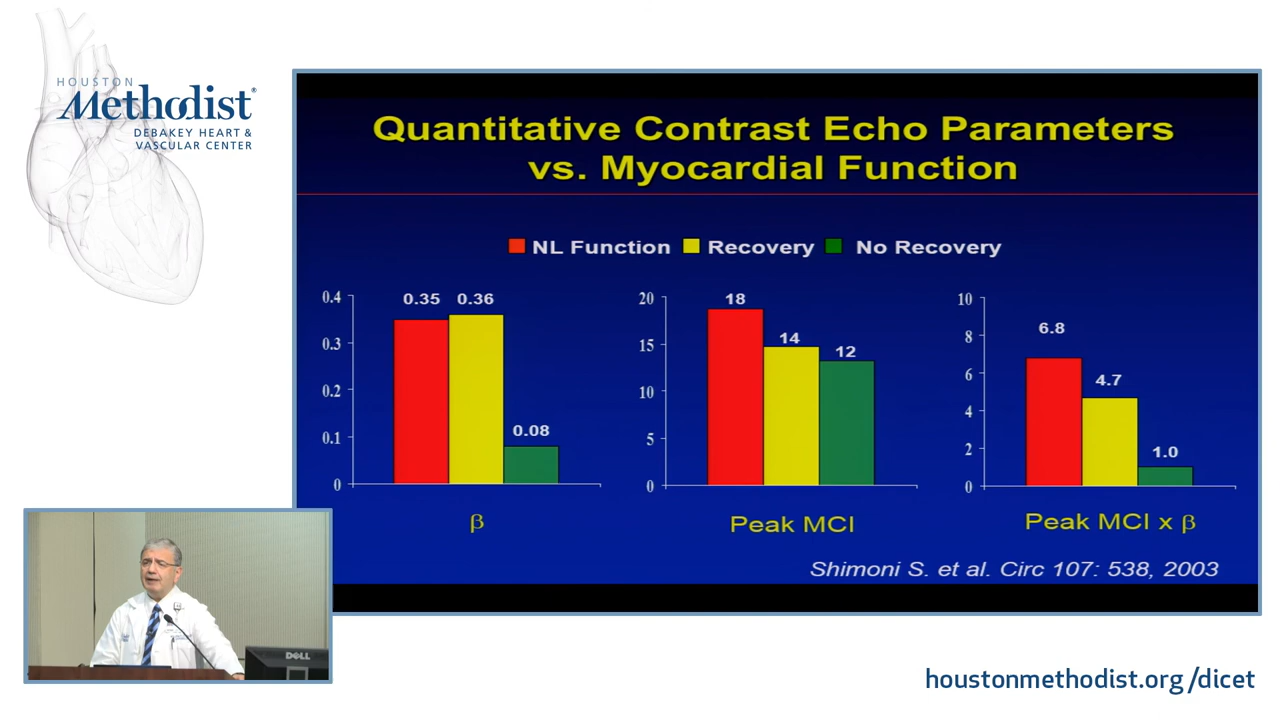 HOUSTON
Methodist®
DEBAKEY HEART &
VASCULAR CENTER
Quantitative Contrast Echo Parameters
vs. Myocardial Function
NL Function Recovery No Recovery
0.4
0.3
0.2
0.1
0
0.35 0.36
0.08
β
20
15
10
5
0
18
14
12
Peak MCI
10
8
6
4
2
0
6.8
4.7
1.0
Peak MCI x β
Shimoni S. et al. Circ 107: 538, 2003
DELL
houstonmethodist.org/dicet